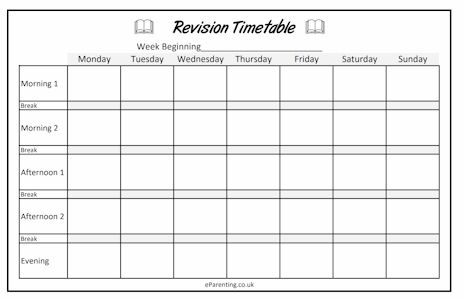 Revision Timetable
Week Beginning
Monday Tuesday Wednesday Thursday Friday Saturday Sunday
Morning 1
Break
Morning 2
Break
Afternoon 1
Break
Afternoon 2
Break
Evening
eParenting.co.uk